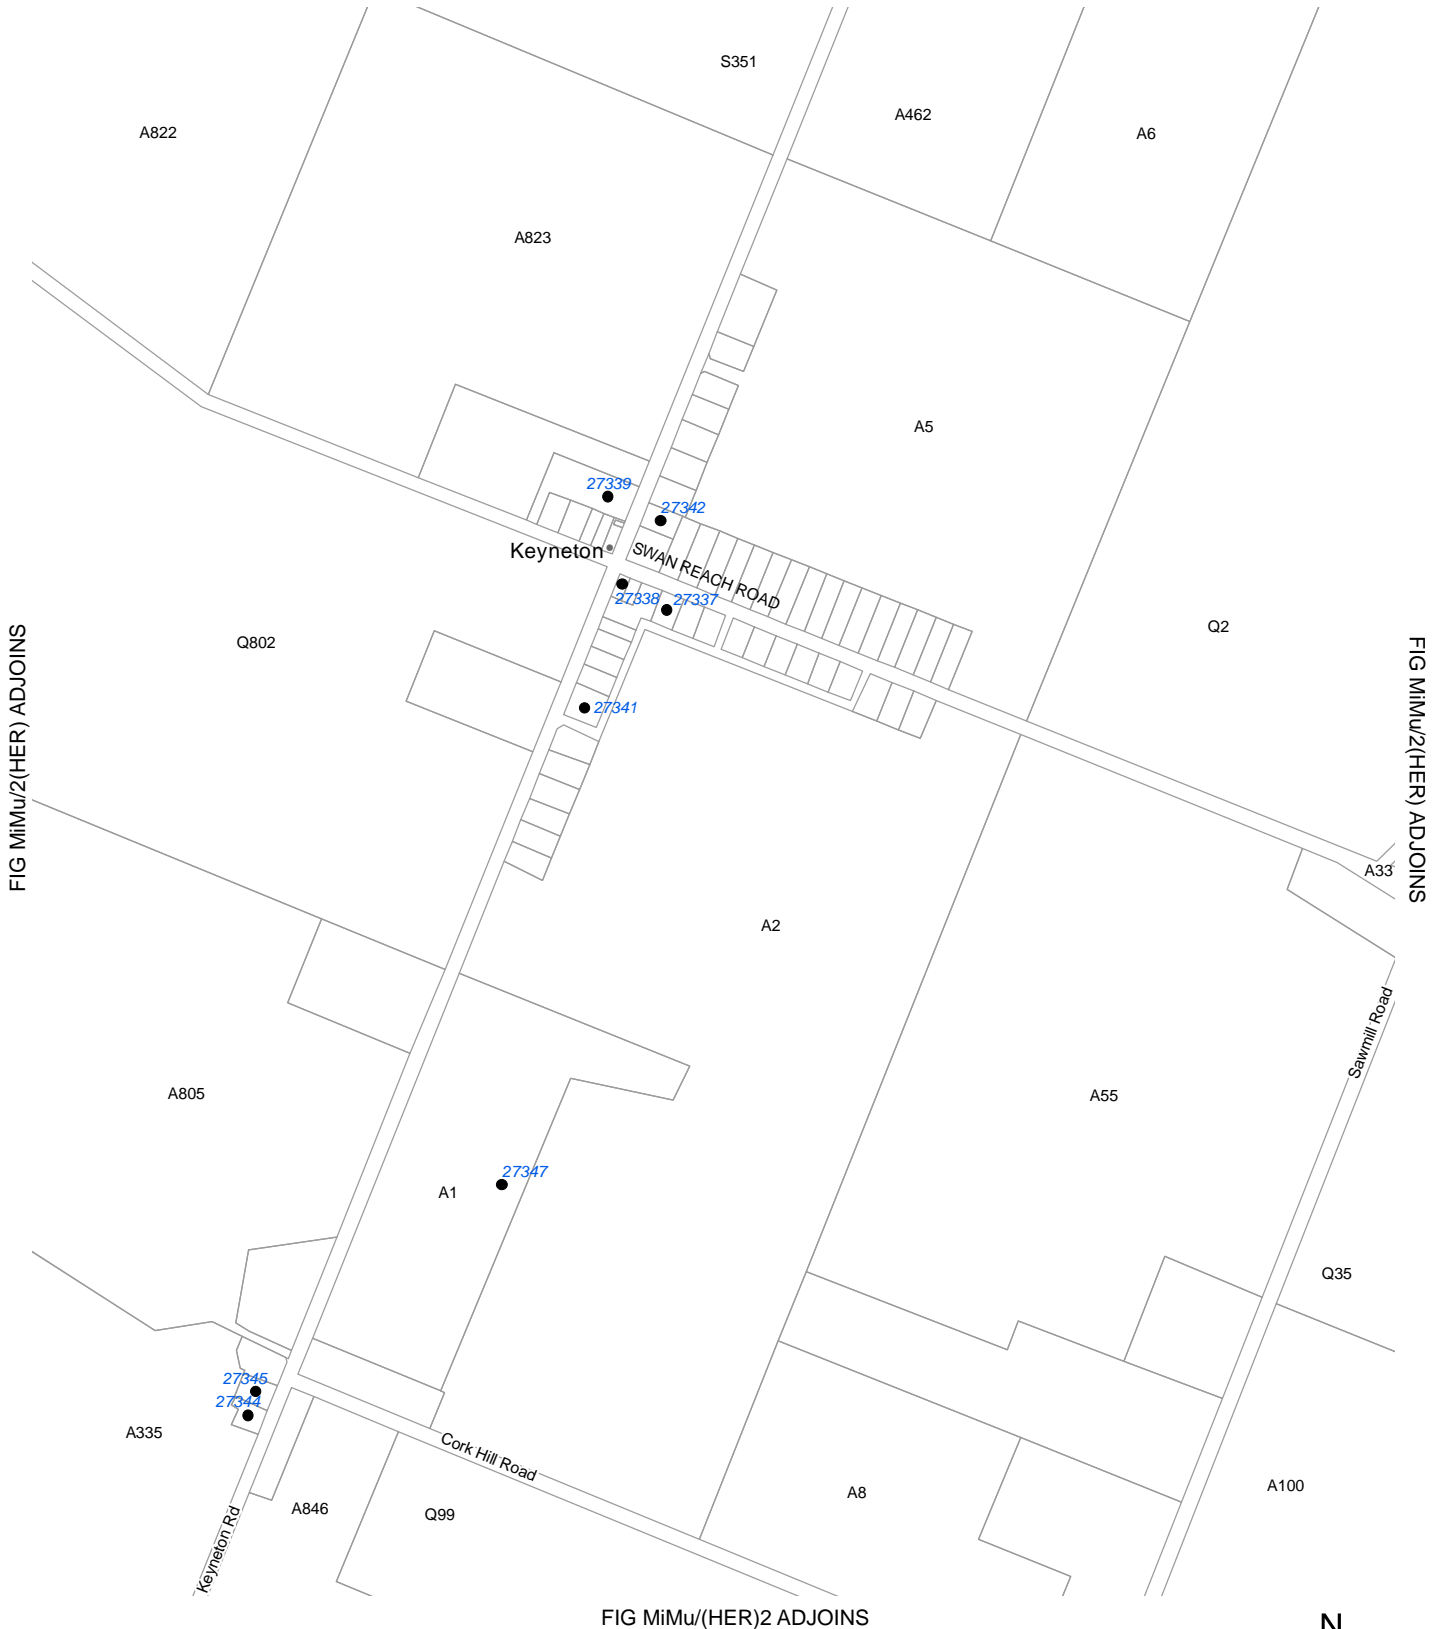 S351
A462
A822
A6
A823
A5
27339
27342
Keyneton
SWAN REACH ROAD
27338
27337
Q2
Q802
27341
FIG MiMu/2(HER) ADJOINS
FIG MiMu/2(HER) ADJOINS
A33
A2
Sawmill Road
A805
A55
27347
A1
Q35
27345
27344
A335
Cork Hill Road
A8
A100
A846
Q99
Keyneton Rd
FIG MiMu/(HER)2 ADJOINS
N